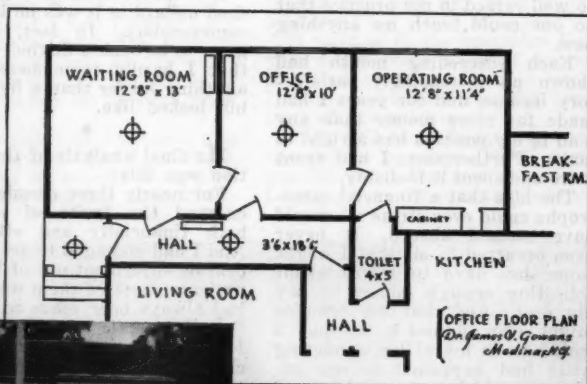 WAITING ROOM
12'8" x 13'
OFFICE
12'8" x 10'
OPERATING ROOM
12'8" x 11'4"
BREAK-
FAST RM.
CABINET
HALL
3'6 x 18'6"
TOILET
4x5
KITCHEN
LIVING ROOM
HALL
OFFICE FLOOR PLAN
Dr. James V. Gowans
Medina, N.Y.